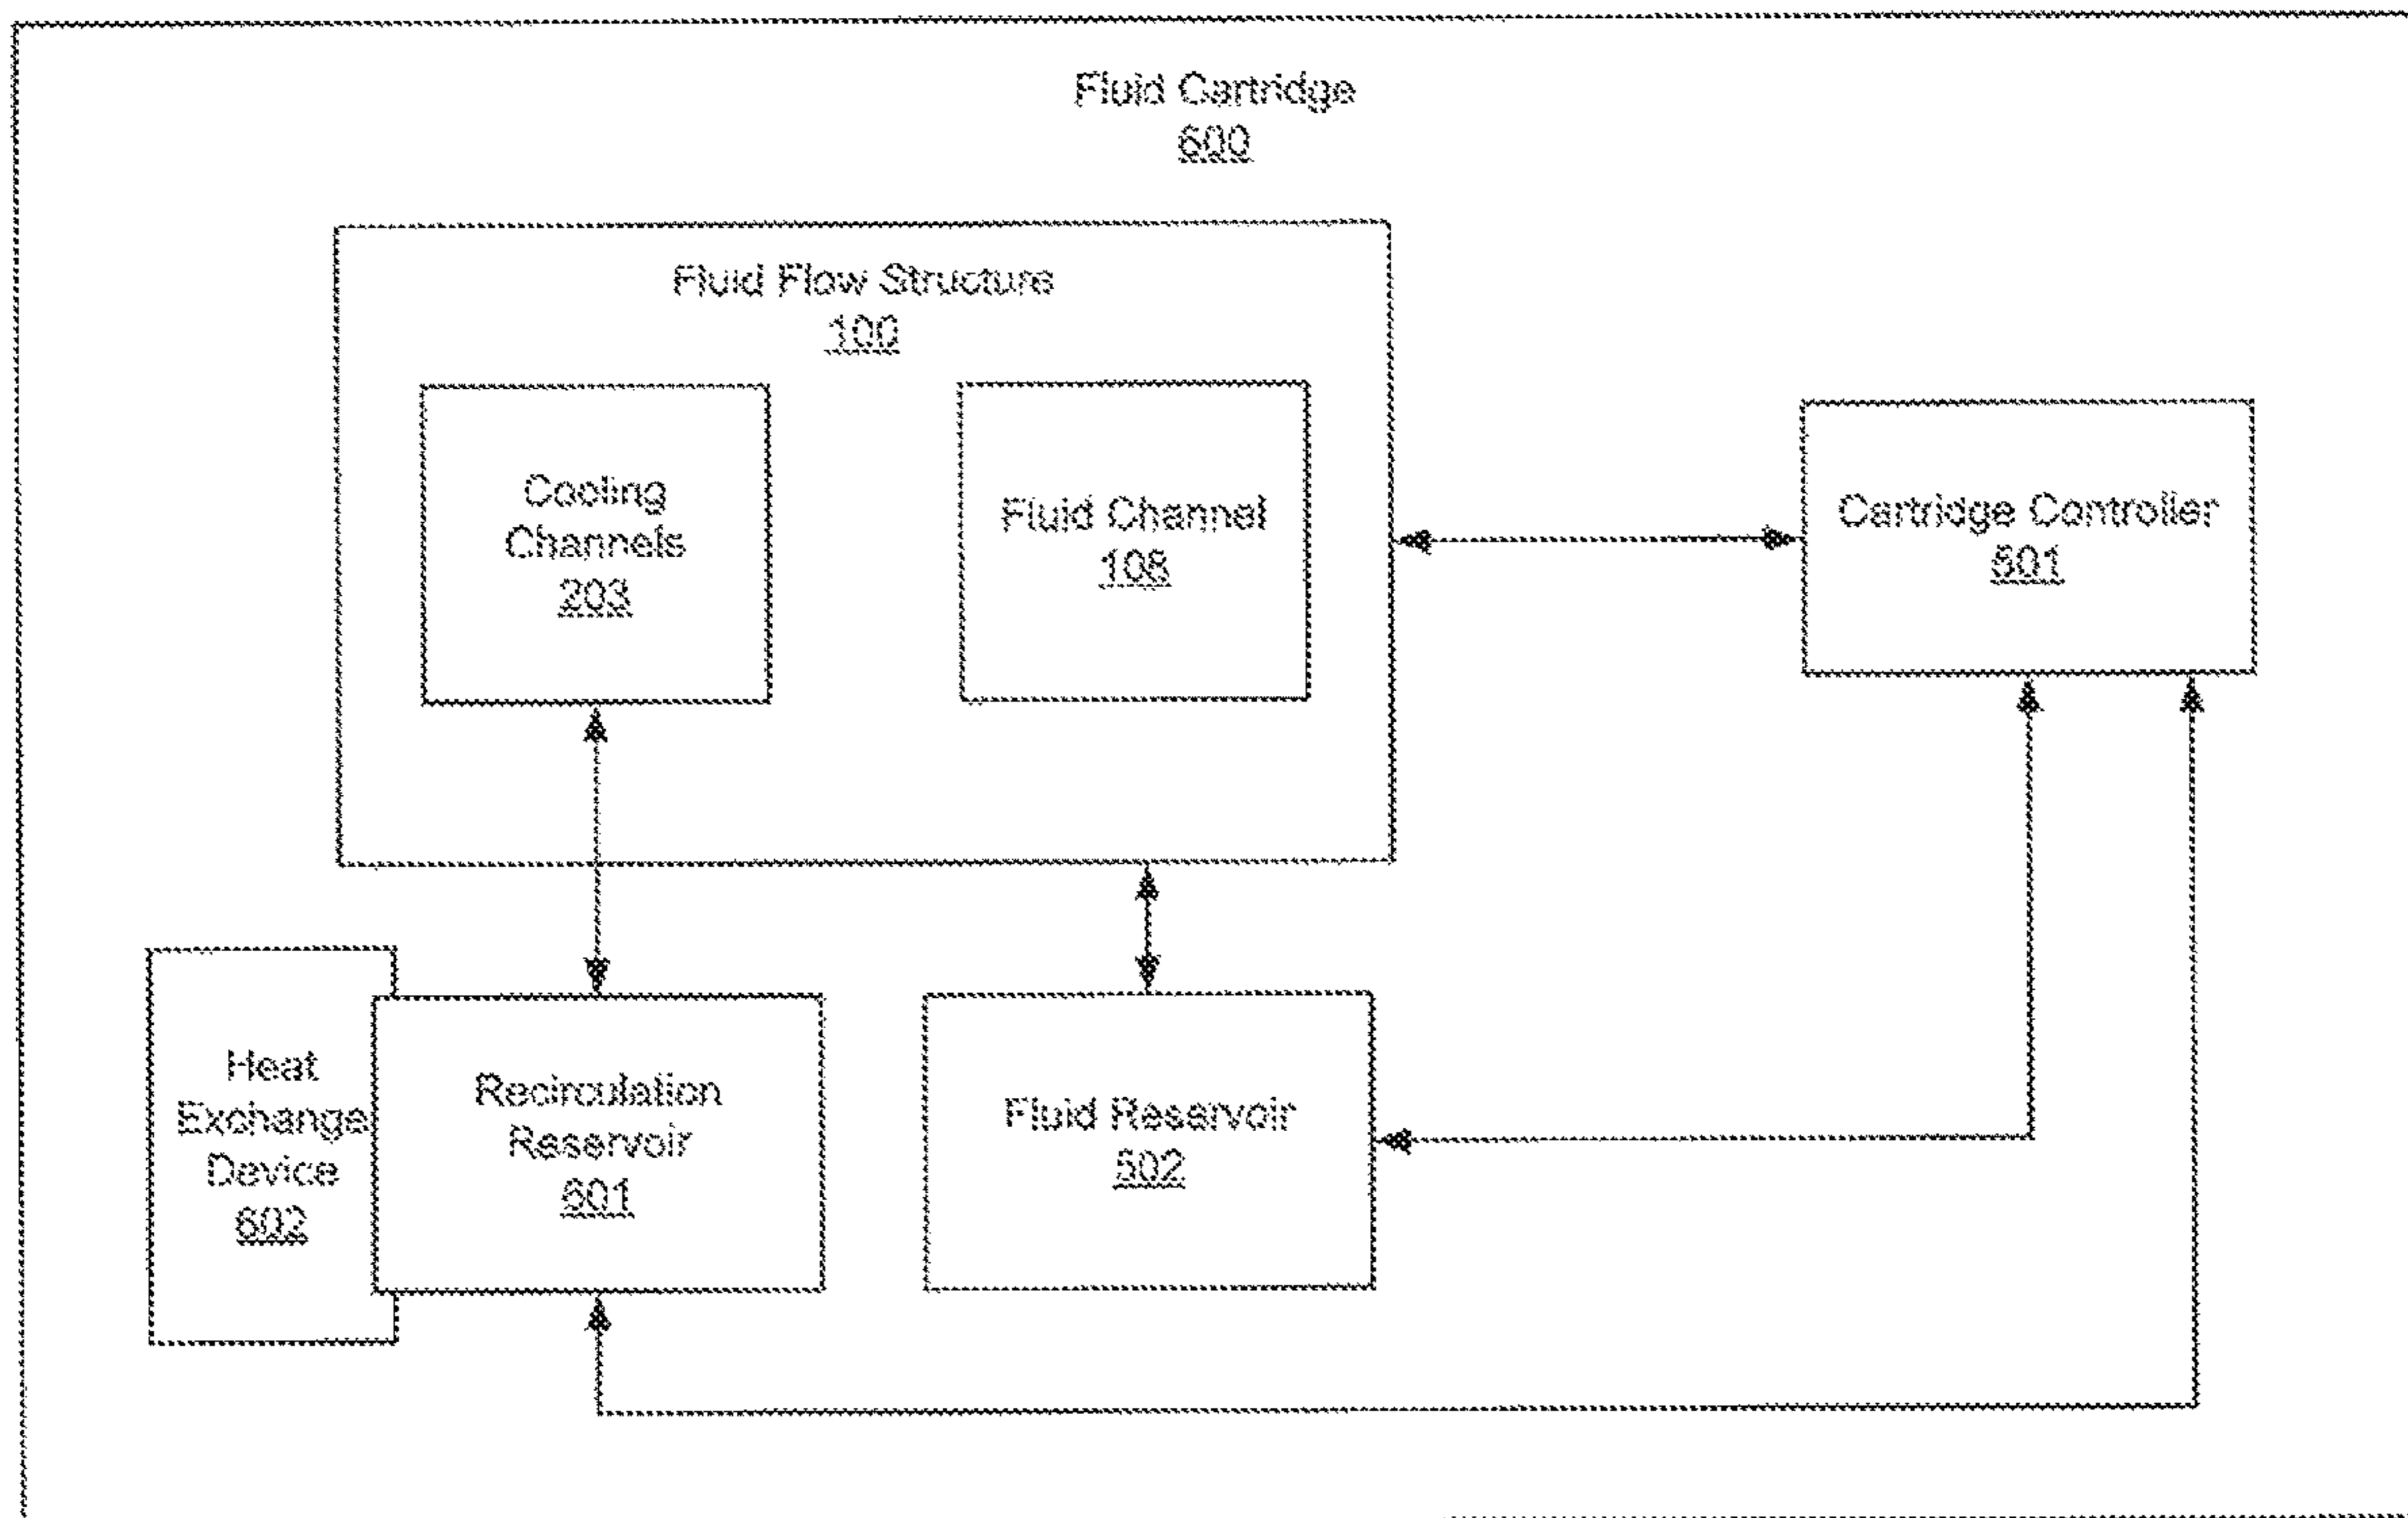 Fluid Cartridge
600
Fluid Flow Structure
100
Cooling
Channels
203
Fluid Channel
108
Cartridge Controller
501
Heat
Exchange
Device
602
Recirculation
Reservoir
601
Fluid Reservoir
502